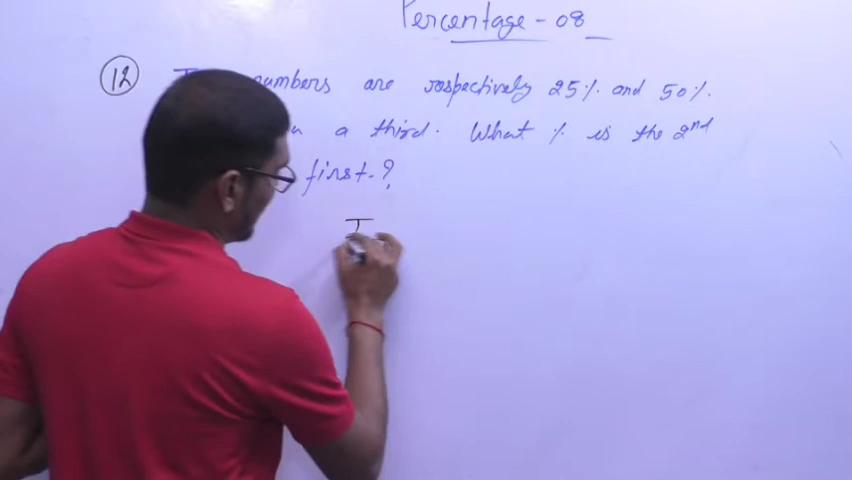 Percentage - 08
12 numbers are respectively 25% and 50%.
a third. What % is the 2nd
first?
I